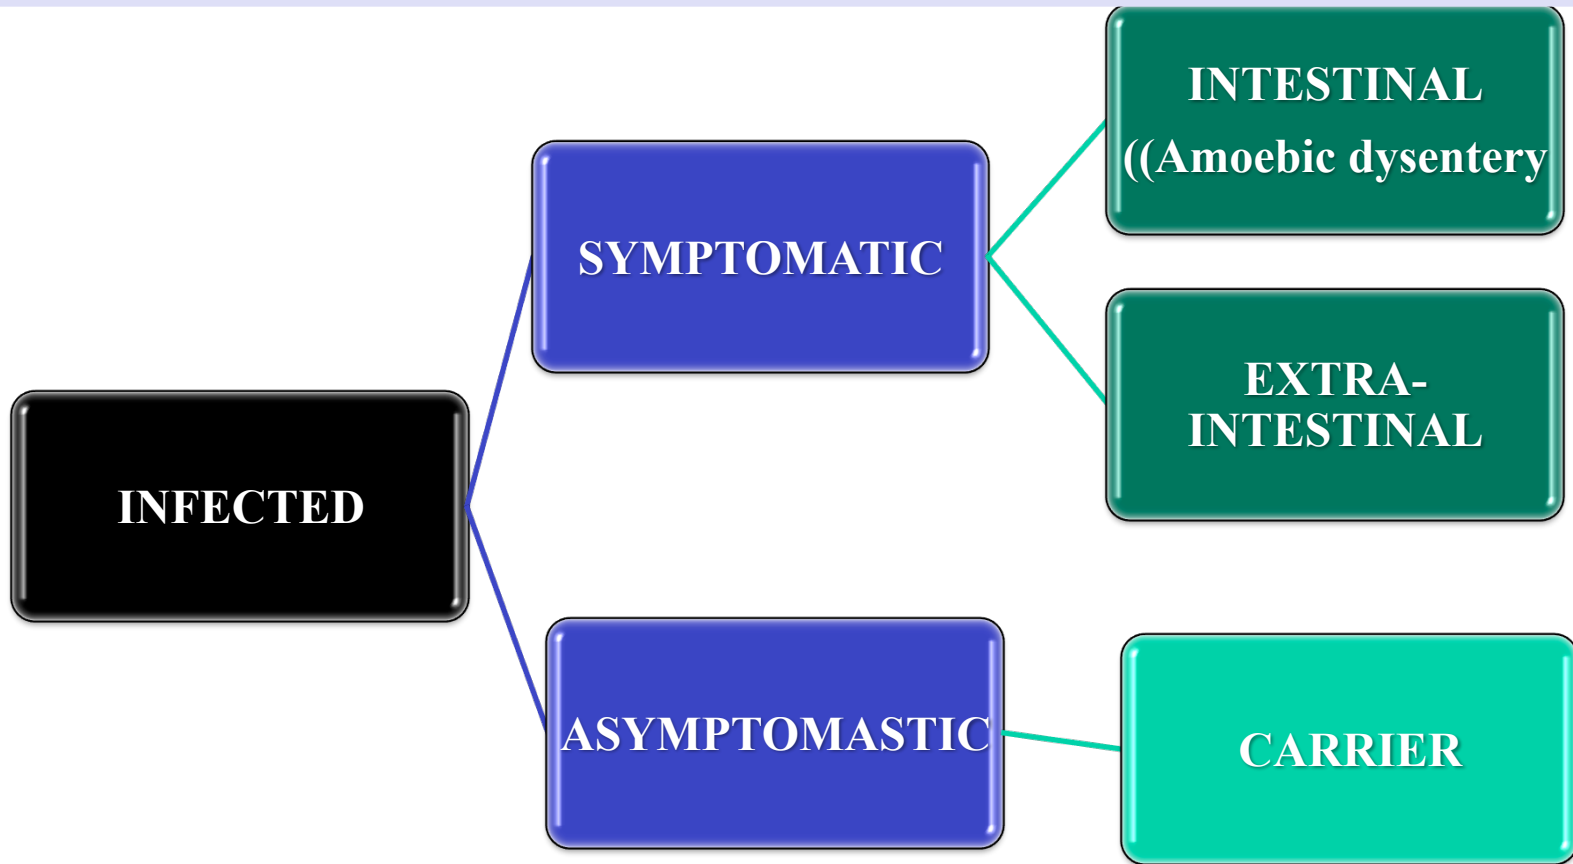 INTESTINAL
((Amoebic dysentery
SYMPTOMATIC
EXTRA-
INTESTINAL
INFECTED
ASYMPTOMASTIC
CARRIER